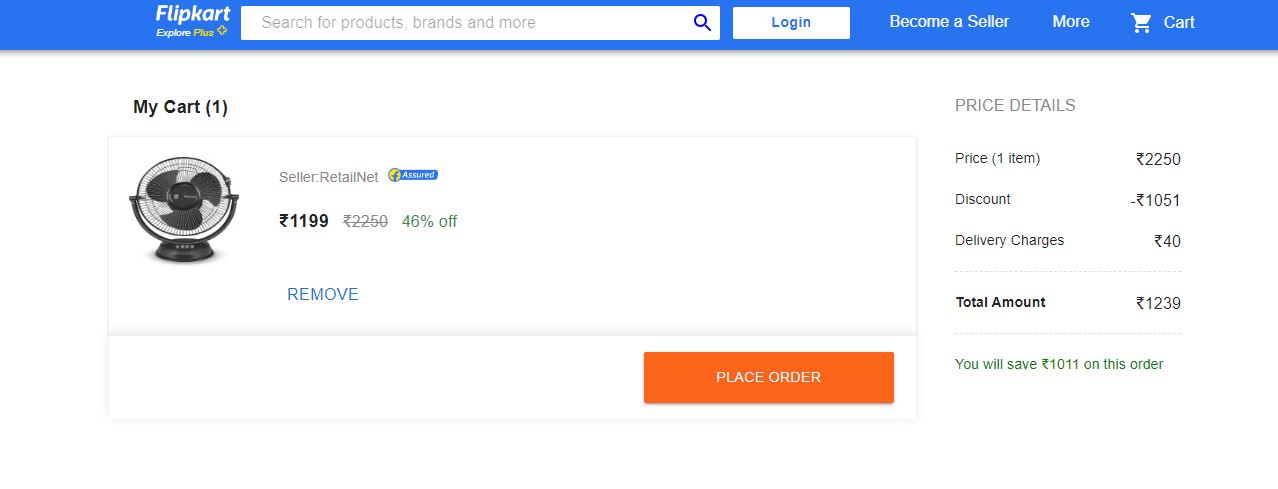 Flipkart
Explore Plus
Search for products, brands and more
Login
Become a Seller
More
Cart
My Cart (1)
Seller:RetailNet
Assured
₹1199 ₹2250 46% off
REMOVE
PLACE ORDER
PRICE DETAILS
Price (1 item) ₹2250
Discount -₹1051
Delivery Charges ₹40
Total Amount ₹1239
You will save ₹1011 on this order